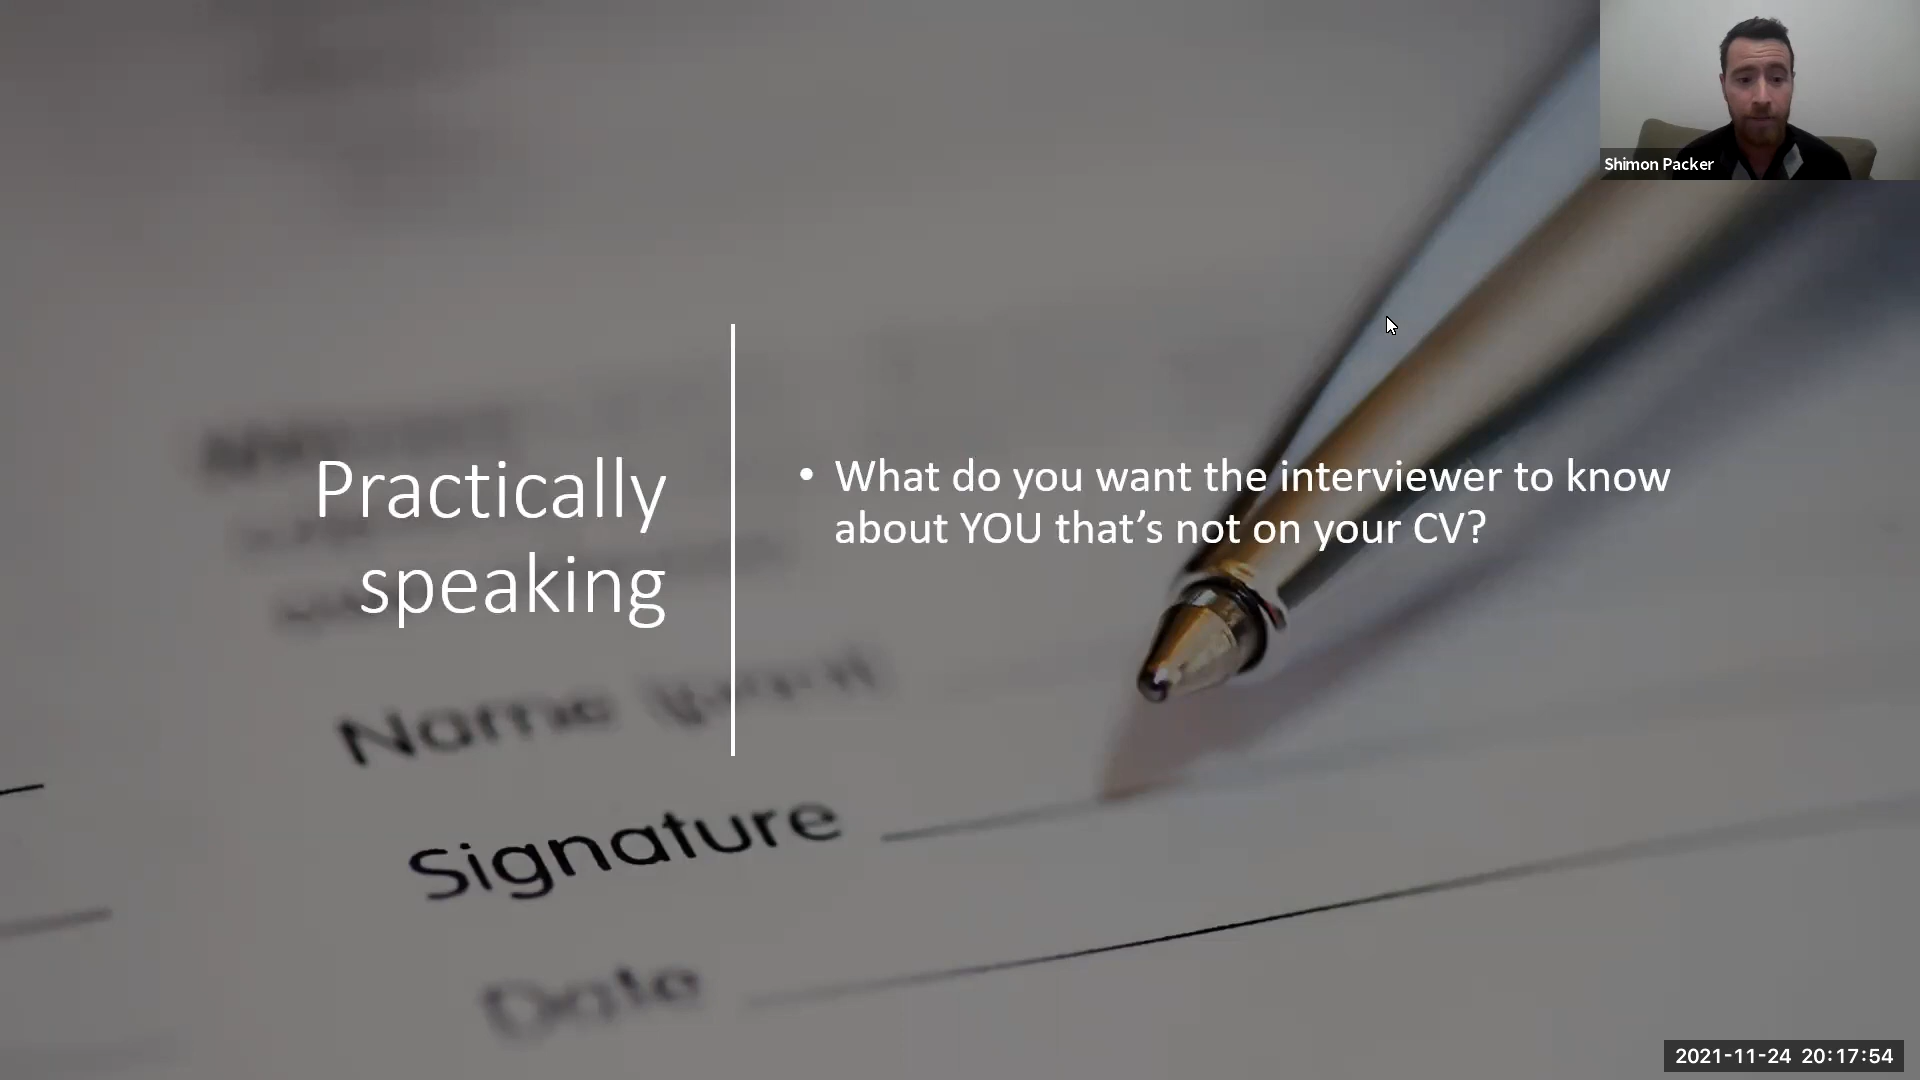 Shimon Packer
Practically
speaking
• What do you want the interviewer to know
about YOU that’s not on your CV?
Name
Signature
Date
2021-11-24 20:17:54